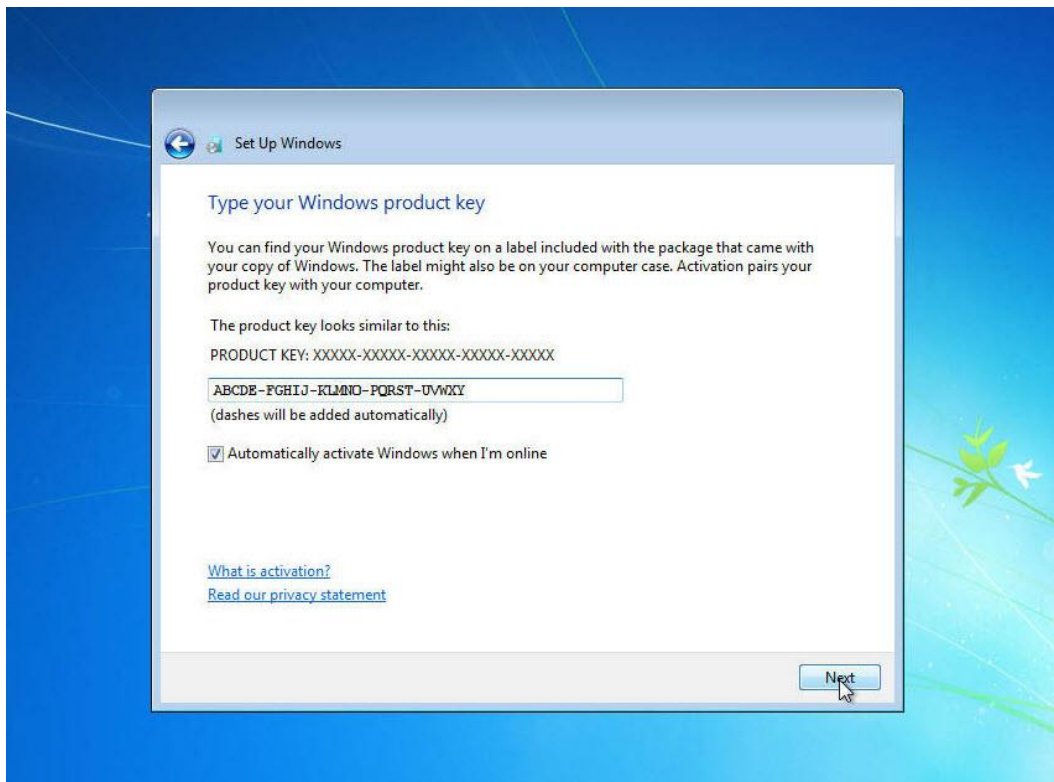 Set Up Windows
Type your Windows product key
You can find your Windows product key on a label included with the package that came with
your copy of Windows. The label might also be on your computer case. Activation pairs your
product key with your computer.
The product key looks similar to this:
PRODUCT KEY: XXXXX-XXXXX-XXXXX-XXXXX-XXXXX
ABCDE-FGHIJ-KLMNO-PQRST-UVWXY
(dashes will be added automatically)
Automatically activate Windows when I'm online
What is activation?
Read our privacy statement
Next